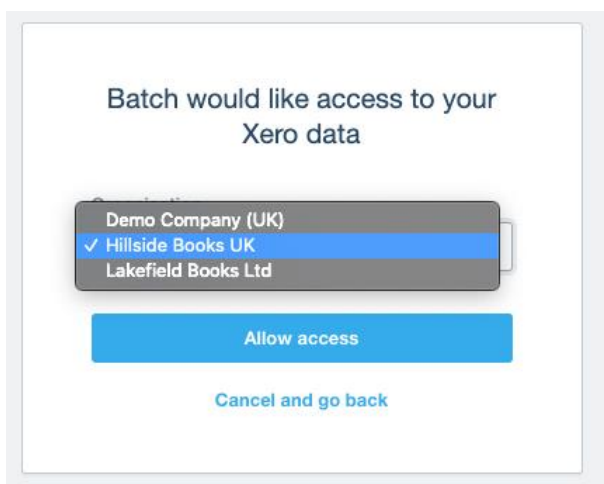 Batch would like access to your
Xero data
Demo Company (UK)
✓ Hillside Books UK
Lakefield Books Ltd
Allow access
Cancel and go back